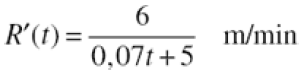 R′(t) = 6 / (0,07t + 5) m/min